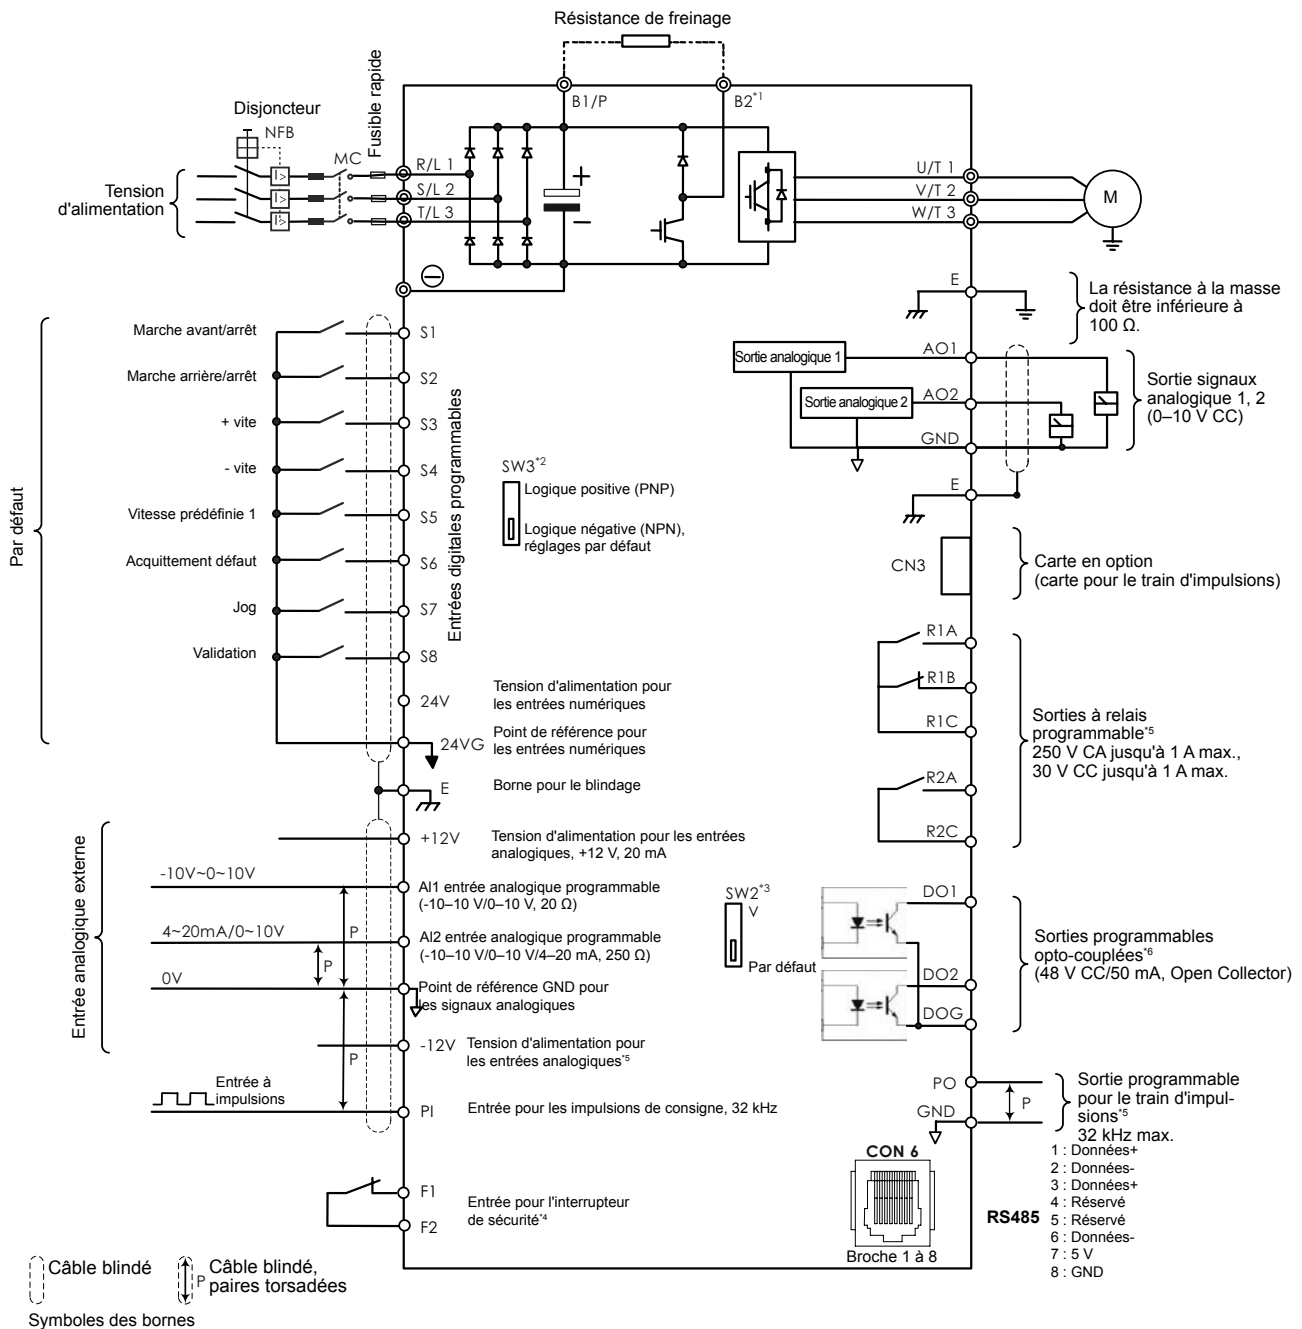 Résistance de freinage
Fusible rapide
B1/P
B2*1
Disjoncteur
NFB
MC
Tension
d'alimentation
R/L 1
S/L 2
T/L 3
+
−
U/T 1
V/T 2
W/T 3
M
E
La résistance à la masse
doit être inférieure à
100 Ω.
Par défaut
Marche avant/arrêt
Marche arrière/arrêt
+ vite
- vite
Vitesse prédéfinie 1
Acquittement défaut
Jog
Validation
S1
S2
S3
S4
S5
S6
S7
S8
Entrées digitales programmables
SW3*2
Logique positive (PNP)
Logique négative (NPN),
réglages par défaut
24V
Tension d'alimentation pour
les entrées numériques
24VG
Point de référence pour
les entrées numériques
E
Borne pour le blindage
Sortie analogique 1
AO1
Sortie analogique 2
AO2
GND
E
Sortie signaux
analogique 1, 2
(0–10 V CC)
CN3
Carte en option
(carte pour le train d'impulsions)
R1A
R1B
R1C
R2A
R2C
Sorties à relais
programmable*5
250 V CA jusqu'à 1 A max.,
30 V CC jusqu'à 1 A max.
Entrée analogique externe
+12V
Tension d'alimentation pour les entrées
analogiques, +12 V, 20 mA
-10V~0~10V
AI1 entrée analogique programmable
(-10–10 V/0–10 V, 20 Ω)
P
4~20mA/0~10V
AI2 entrée analogique programmable
(-10–10 V/0–10 V/4–20 mA, 250 Ω)
P
0V
Point de référence GND pour
les signaux analogiques
P
-12V
Tension d'alimentation pour
les entrées analogiques*5
Entrée à
impulsions
PI
Entrée pour les impulsions de consigne, 32 kHz
F1
F2
Entrée pour l'interrupteur
de sécurité*4
SW2*3
V
I
Par défaut
DO1
DO2
DOG
Sorties programmables
opto-couplées*6
(48 V CC/50 mA, Open Collector)
PO
GND
P
Sortie programmable
pour le train d'impul-
sions*5
32 kHz max.
CON 6
Broche 1 à 8
RS485
1 : Données+
2 : Données-
3 : Données+
4 : Réservé
5 : Réservé
6 : Données-
7 : 5 V
8 : GND
Câble blindé
P
Câble blindé,
paires torsadées
Symboles des bornes